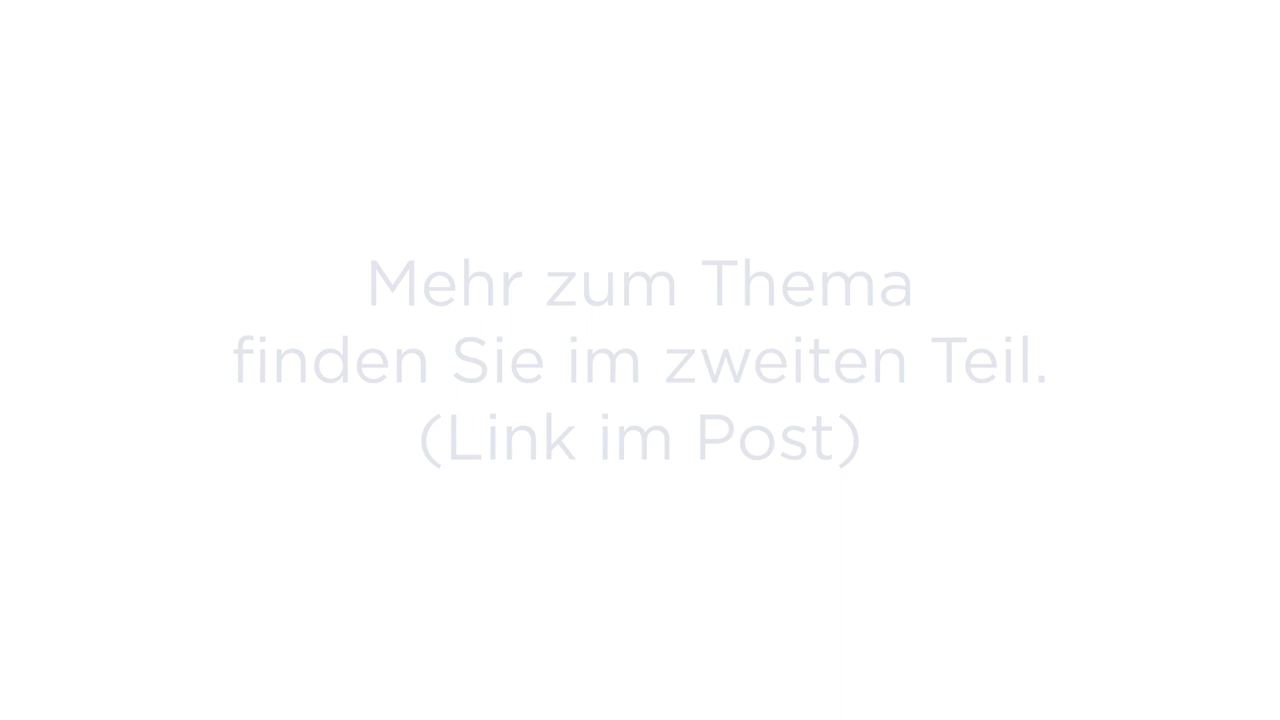 Mehr zum Thema
finden Sie im zweiten Teil.
(Link im Post)